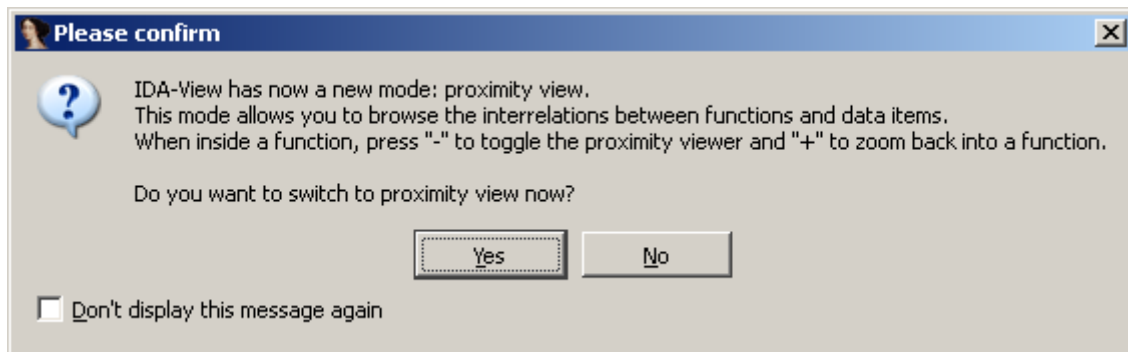 Please confirm
IDA-View has now a new mode: proximity view.
This mode allows you to browse the interrelations between functions and data items.
When inside a function, press "-" to toggle the proximity viewer and "+" to zoom back into a function.
Do you want to switch to proximity view now?
Yes No
Don't display this message again